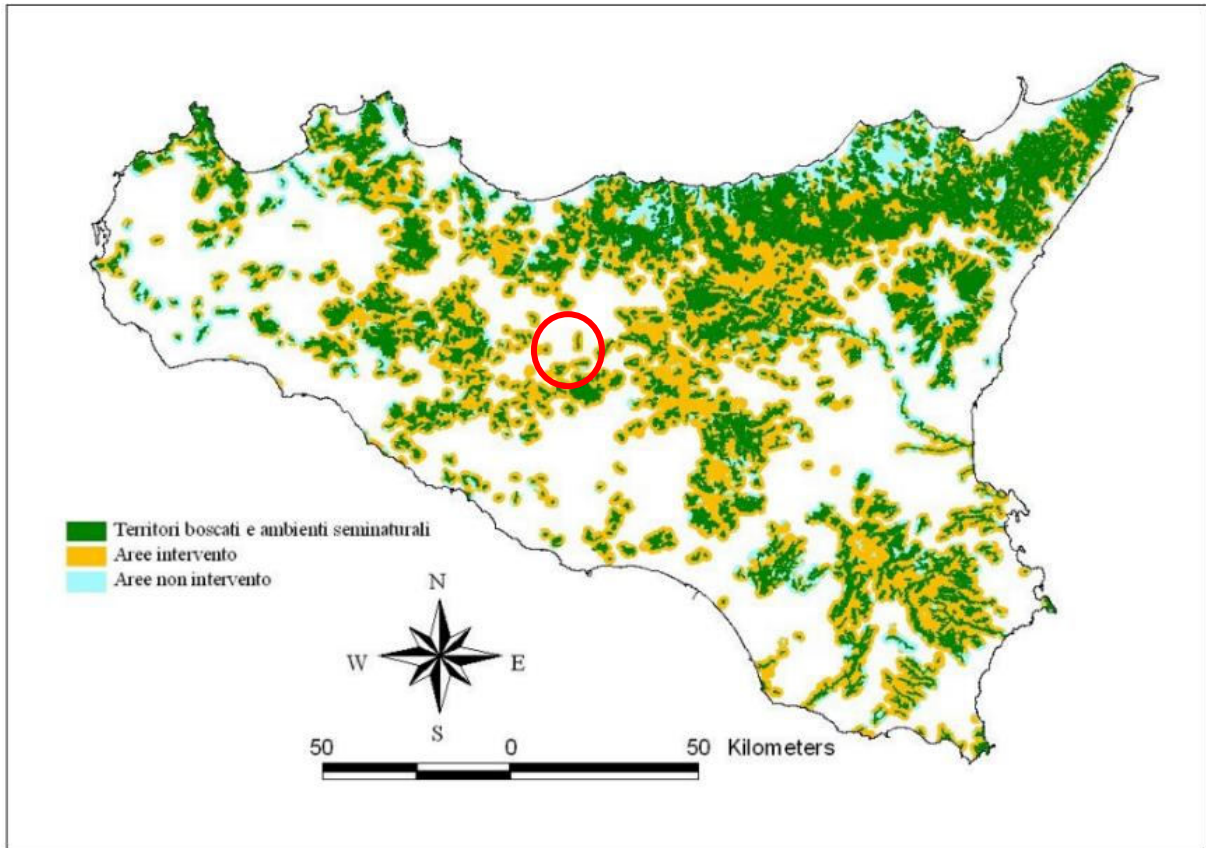 Territori boscati e ambienti seminaturali
Aree intervento
Aree non intervento
N
W E
S
50 0 50 Kilometers